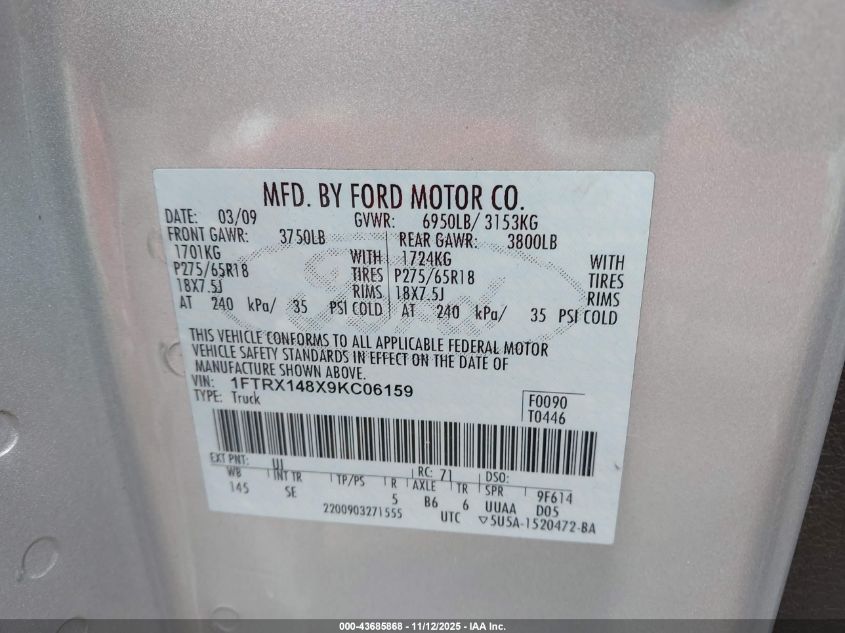 MFD. BY FORD MOTOR CO.
DATE: 03/09 GVWR: 6950LB/ 3153KG
FRONT GAWR: 3750LB REAR GAWR: 3800LB
1701KG WITH 1724KG WITH
P275/65R18 TIRES P275/65R18 TIRES
18X7.5J RIMS 18X7.5J RIMS
AT 240 kPa/ 35 PSI COLD AT 240 kPa/ 35 PSI COLD
THIS VEHICLE CONFORMS TO ALL APPLICABLE FEDERAL MOTOR
VEHICLE SAFETY STANDARDS IN EFFECT ON THE DATE OF
MANUFACTURE SHOWN ABOVE.
VIN: 1FTRX148X9KC06159
TYPE: Truck F0090
T0446
EXT PNT: UJ RC: 71 DSO:
WB INT TR TP/PS R AXLE TR SPR 9F614
145 SE 5 B6 6 UUAA D05
2200903271555 UTC ▽5U5A-1520472-BA
Ford
000-43685868 - 11/12/2025 - IAA Inc.